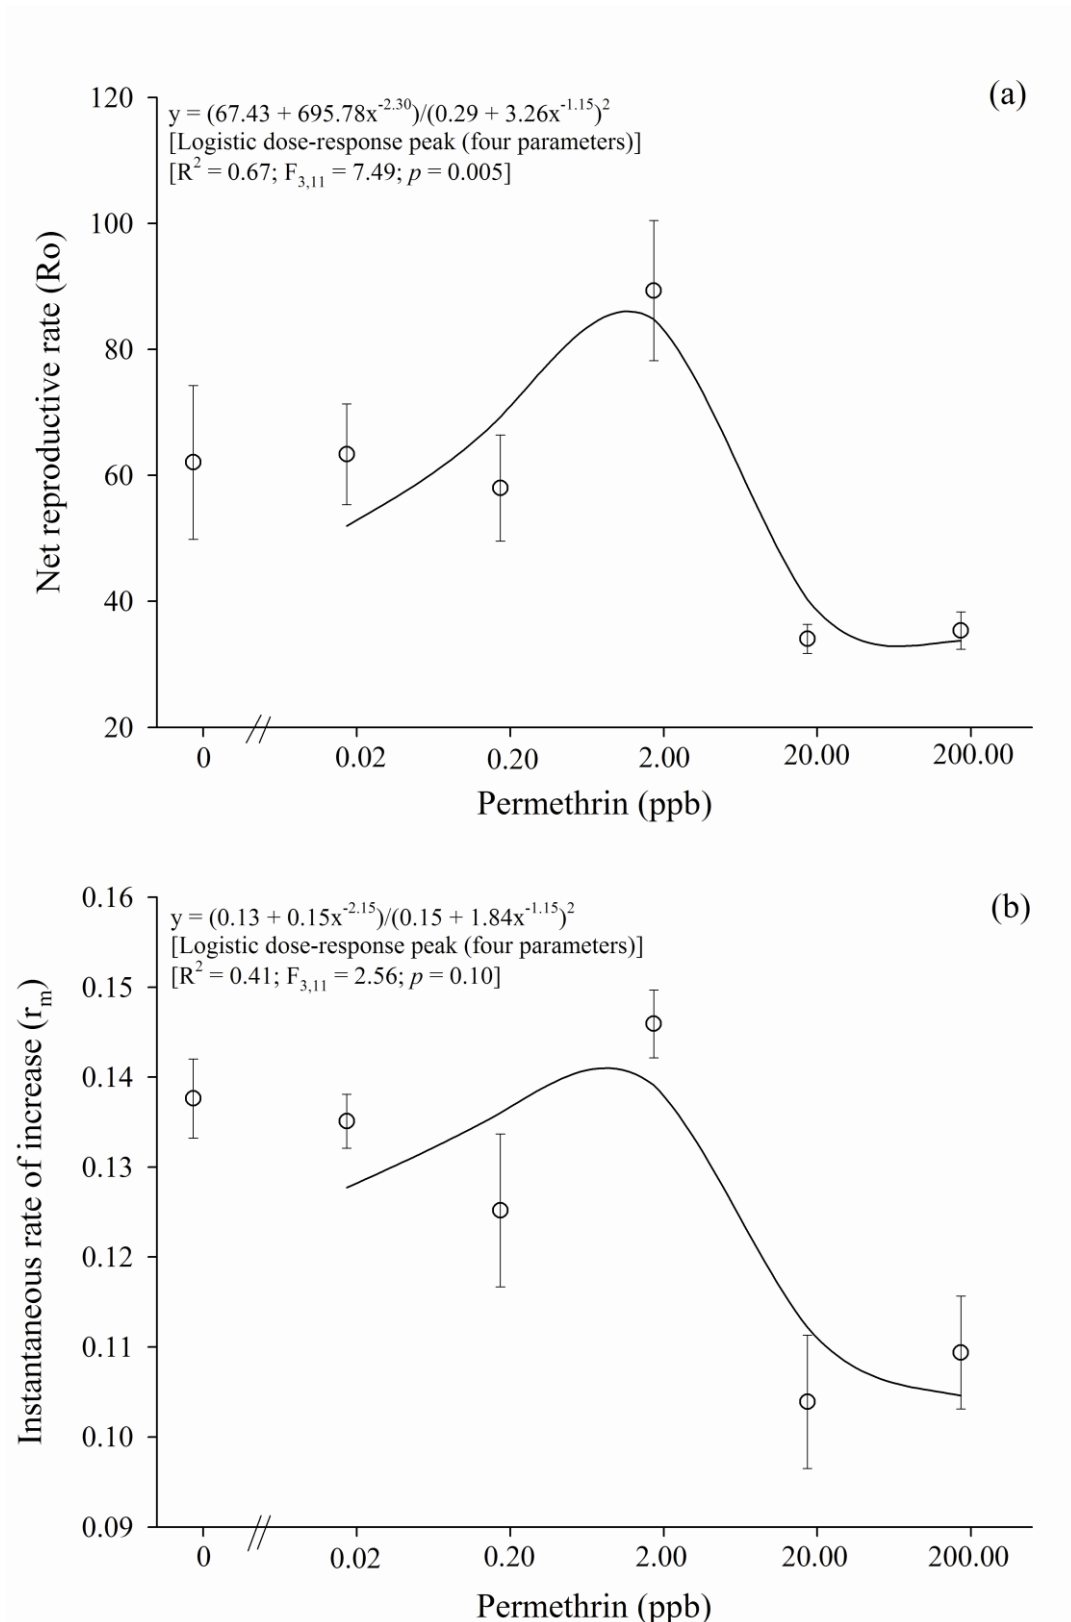 (a)
y = (67.43 + 695.78x^-2.30)/(0.29 + 3.26x^-1.15)^2
[Logistic dose-response peak (four parameters)]
[R^2 = 0.67; F_3,11 = 7.49; p = 0.005]
Net reproductive rate (Ro)
120
100
80
60
40
20
0 0.02 0.20 2.00 20.00 200.00
Permethrin (ppb)
(b)
y = (0.13 + 0.15x^-2.15)/(0.15 + 1.84x^-1.15)^2
[Logistic dose-response peak (four parameters)]
[R^2 = 0.41; F_3,11 = 2.56; p = 0.10]
Instantaneous rate of increase (r_m)
0.16
0.15
0.14
0.13
0.12
0.11
0.10
0.09
0 0.02 0.20 2.00 20.00 200.00
Permethrin (ppb)